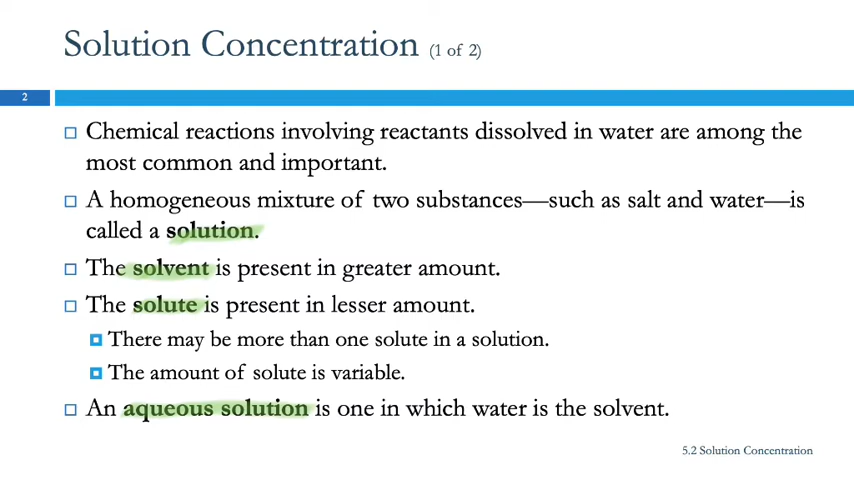 Solution Concentration (1 of 2)
2
Chemical reactions involving reactants dissolved in water are among the
most common and important.
A homogeneous mixture of two substances—such as salt and water—is
called a solution.
The solvent is present in greater amount.
The solute is present in lesser amount.
There may be more than one solute in a solution.
The amount of solute is variable.
An aqueous solution is one in which water is the solvent.
5.2 Solution Concentration